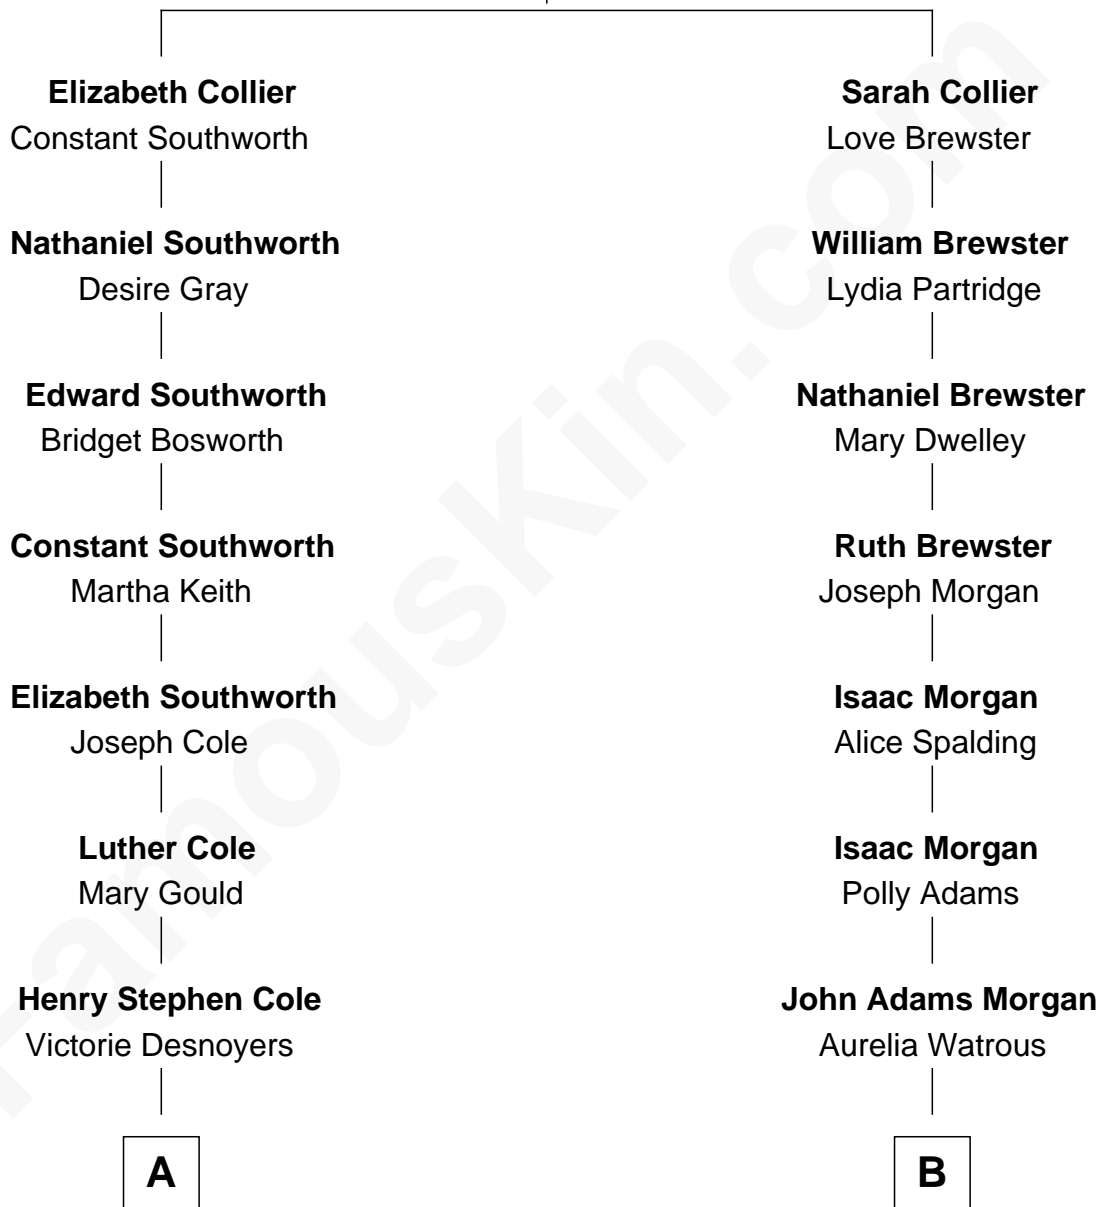 Elizabeth Collier
Constant Southworth
Nathaniel Southworth
Desire Gray
Edward Southworth
Bridget Bosworth
Constant Southworth
Martha Keith
Elizabeth Southworth
Joseph Cole
Luther Cole
Mary Gould
Henry Stephen Cole
Victorie Desnoyers
A
Sarah Collier
Love Brewster
William Brewster
Lydia Partridge
Nathaniel Brewster
Mary Dwelley
Ruth Brewster
Joseph Morgan
Isaac Morgan
Alice Spalding
Isaac Morgan
Polly Adams
John Adams Morgan
Aurelia Watrous
B
FamousKin.com